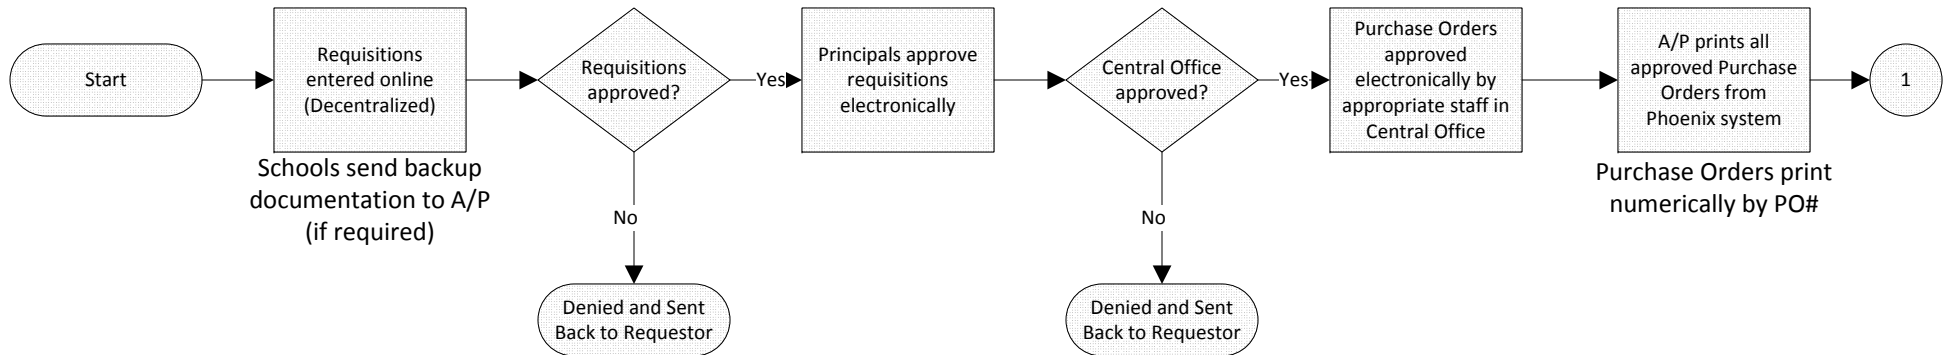 Start
Requisitions
entered online
(Decentralized)
Schools send backup
documentation to A/P
(if required)
Requisitions
approved?
Yes
No
Denied and Sent
Back to Requestor
Principals approve
requisitions
electronically
Central Office
approved?
Yes
No
Denied and Sent
Back to Requestor
Purchase Orders
approved
electronically by
appropriate staff in
Central Office
A/P prints all
approved Purchase
Orders from
Phoenix system
Purchase Orders print
numerically by PO#
1